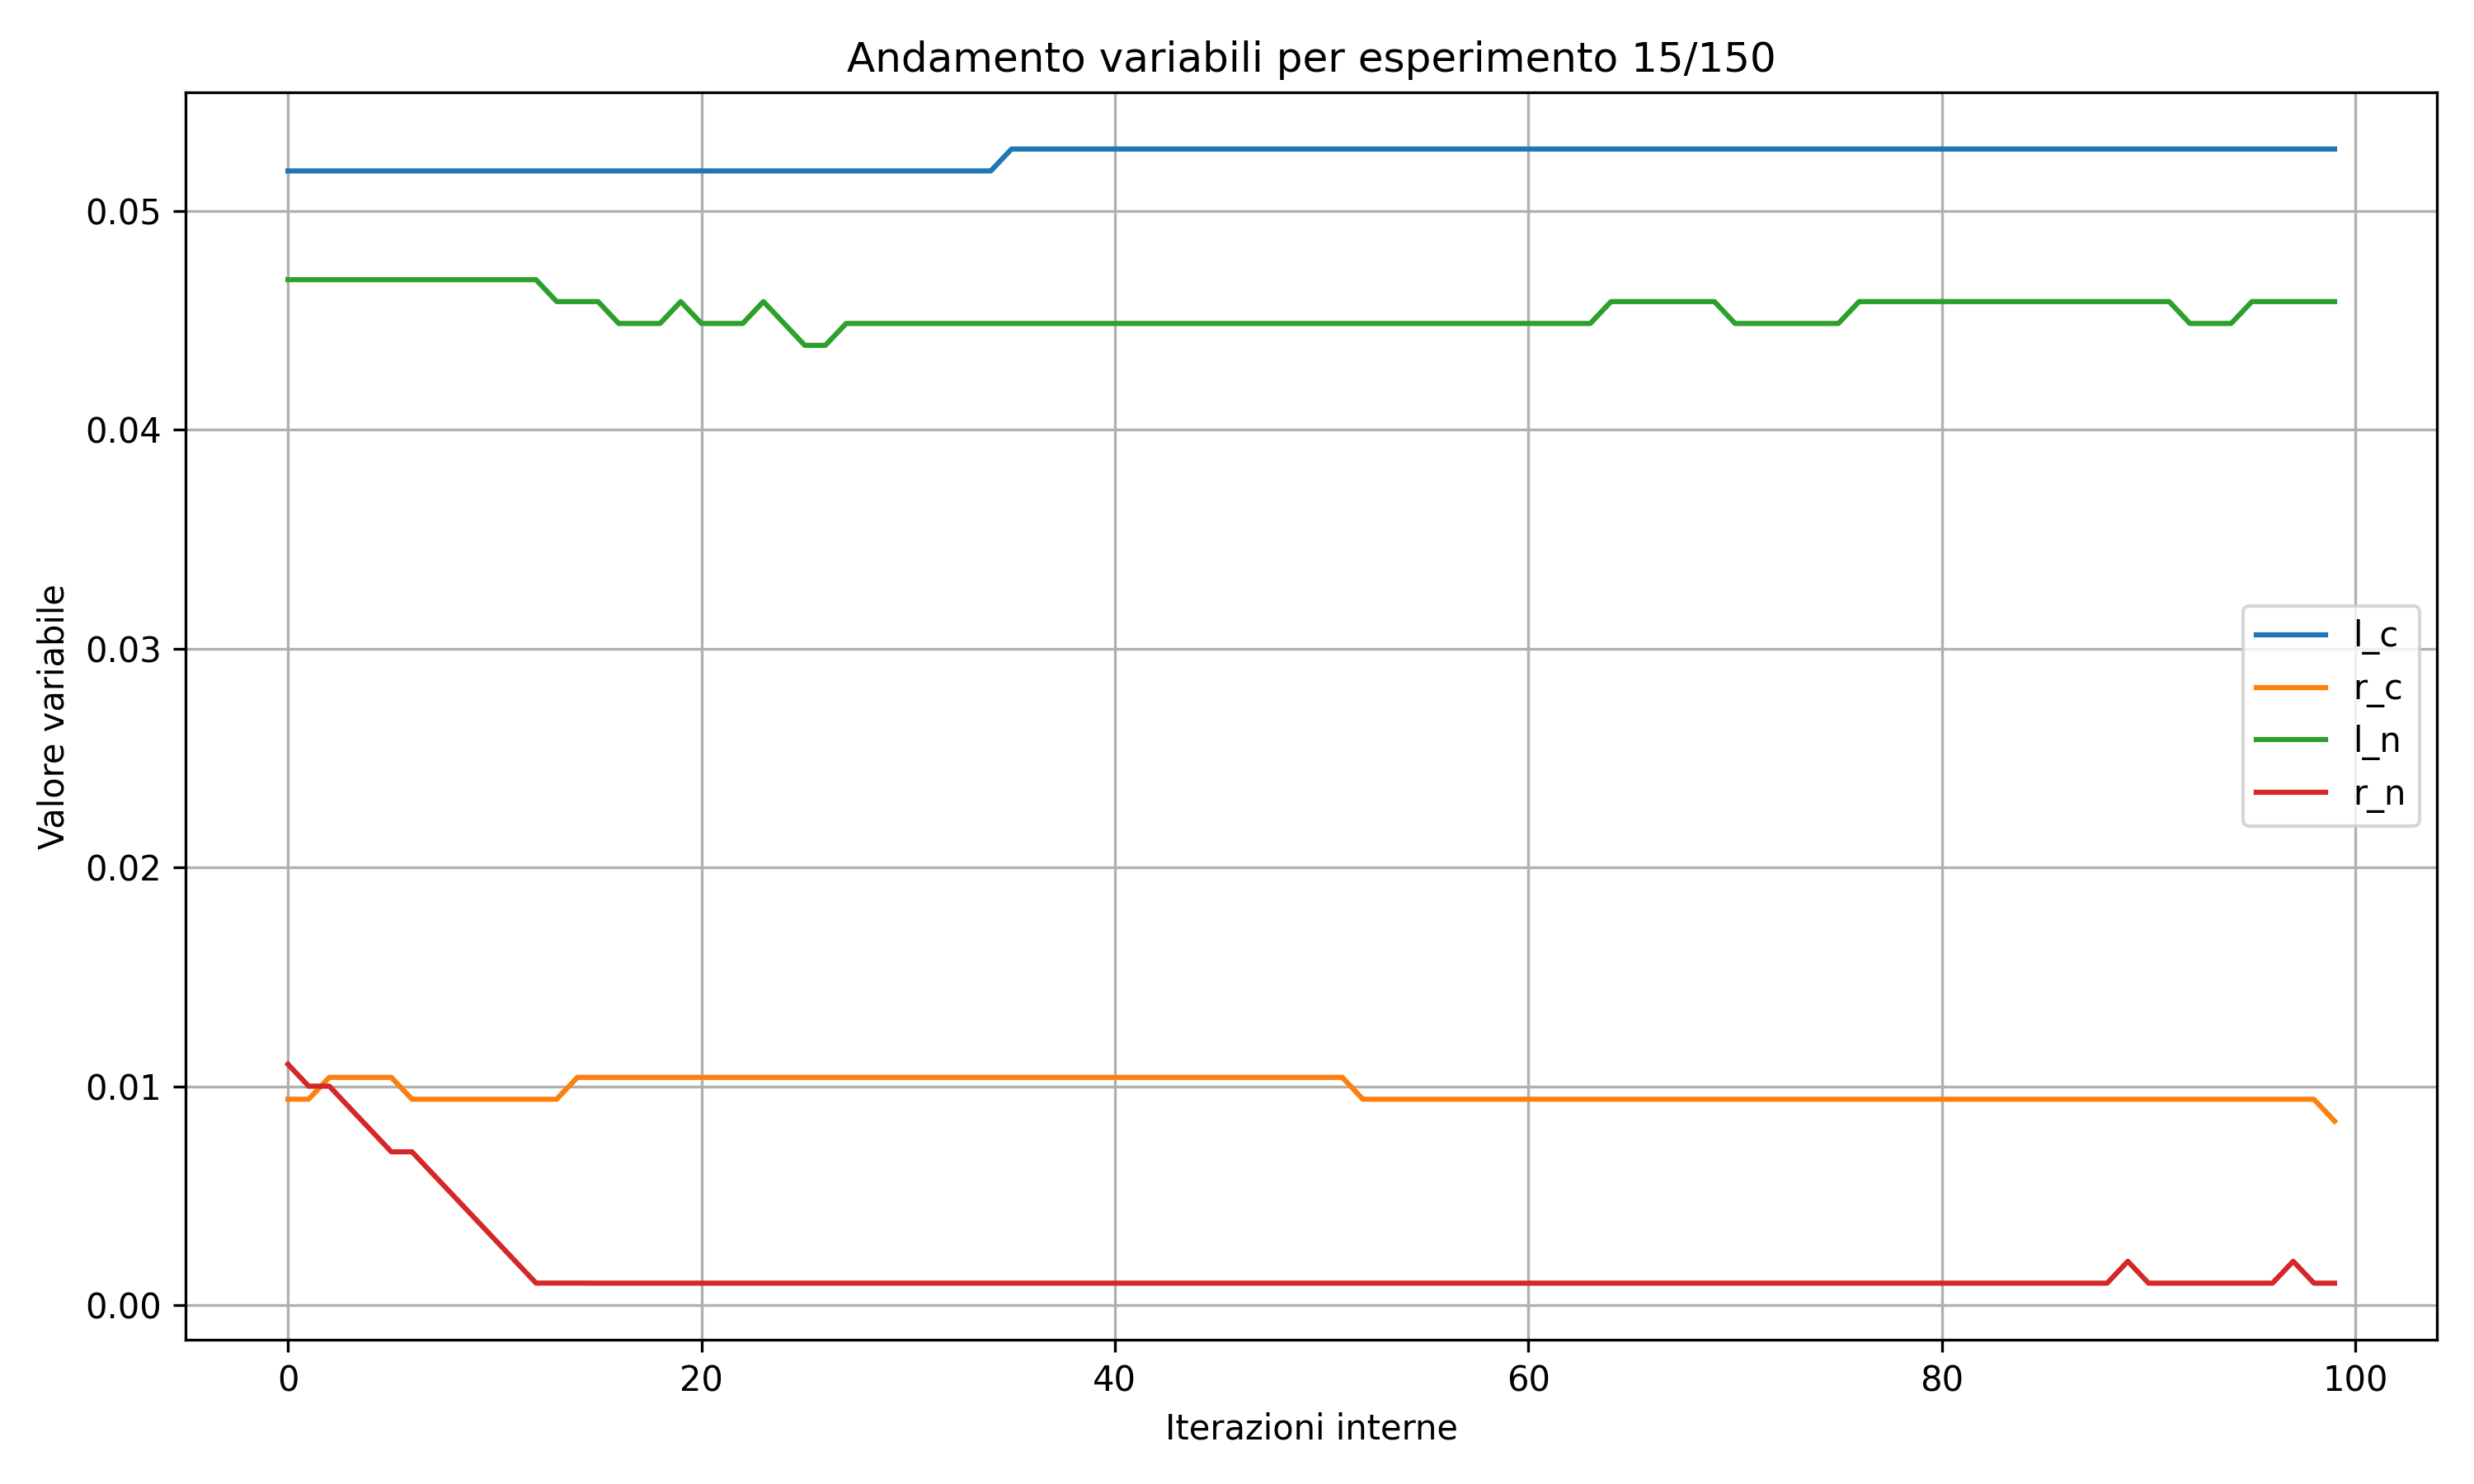 Andamento variabili per esperimento 15/150
Valore variabile
0.05
0.04
0.03
0.02
0.01
0.00
l_c
r_c
l_n
r_n
0 20 40 60 80 100
Iterazioni interne